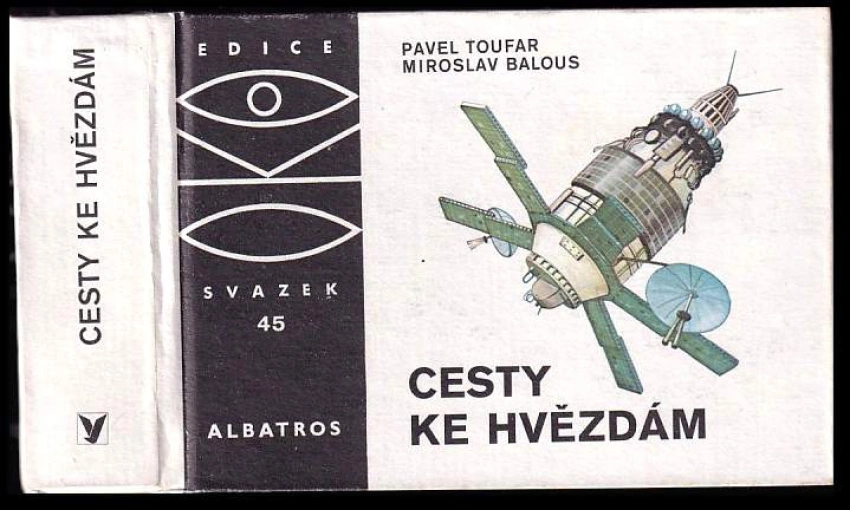 CESTY KE HVĚZDÁM
EDICE
SVAZEK
45
ALBATROS
PAVEL TOUFAR
MIROSLAV BALOUS
CESTY
KE HVĚZDÁM